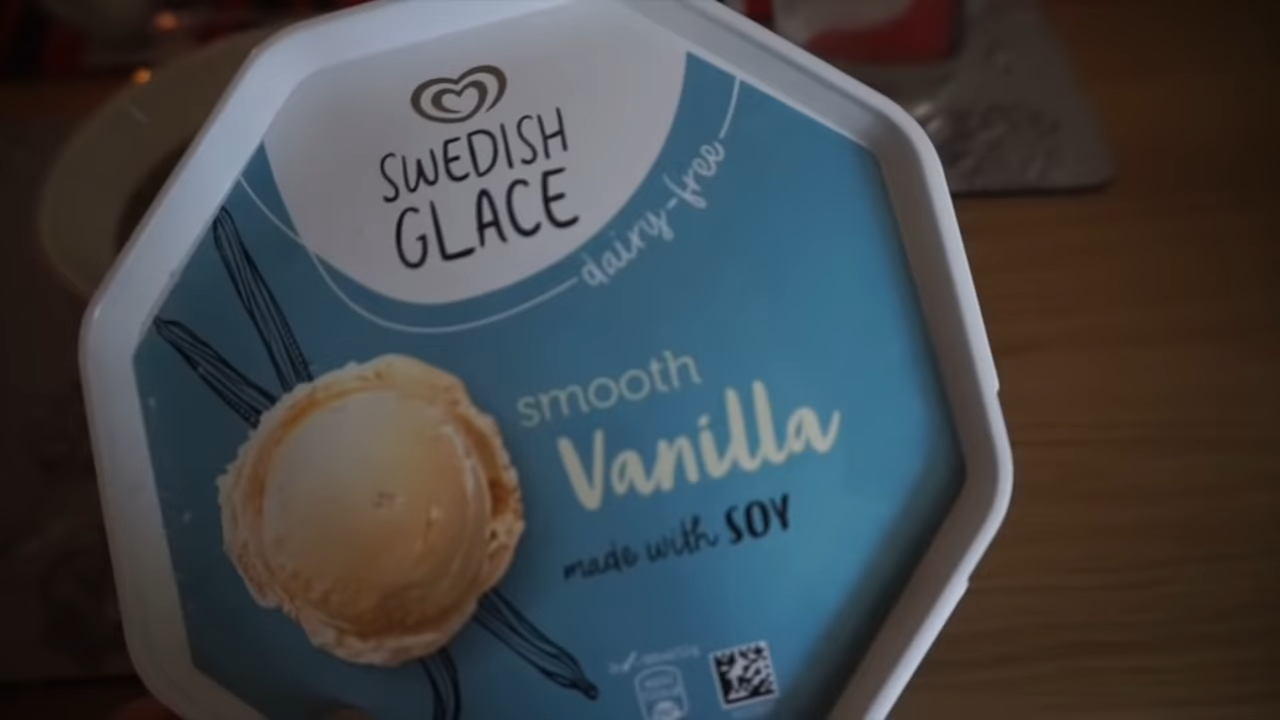 SWEDISH
GLACE
dairy-free
smooth
Vanilla
made with SOY